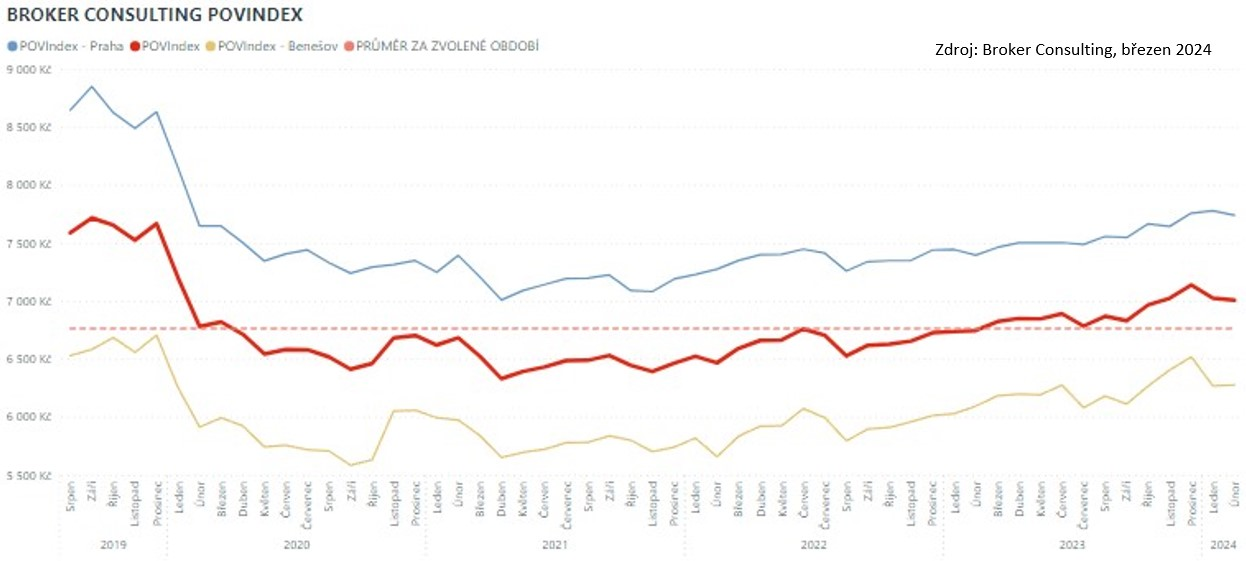 BROKER CONSULTING POVINDEX
POVIndex - Praha POVIndex POVIndex - Benešov PRŮMĚR ZA ZVOLENÉ OBDOBÍ
Zdroj: Broker Consulting, březen 2024
9 000 Kč
8 500 Kč
8 000 Kč
7 500 Kč
7 000 Kč
6 500 Kč
6 000 Kč
5 500 Kč
Srpen Září Říjen Listopad Prosinec Leden Únor Březen Duben Květen Červen Červenec Srpen Září Říjen Listopad Prosinec Leden Únor Březen Duben Květen Červen Červenec Srpen Září Říjen Listopad Prosinec Leden Únor Březen Duben Květen Červen Červenec Srpen Září Říjen Listopad Prosinec Leden Únor Březen Duben Květen Červen Červenec Srpen Září Říjen Listopad Prosinec Leden Únor
2019 2020 2021 2022 2023 2024